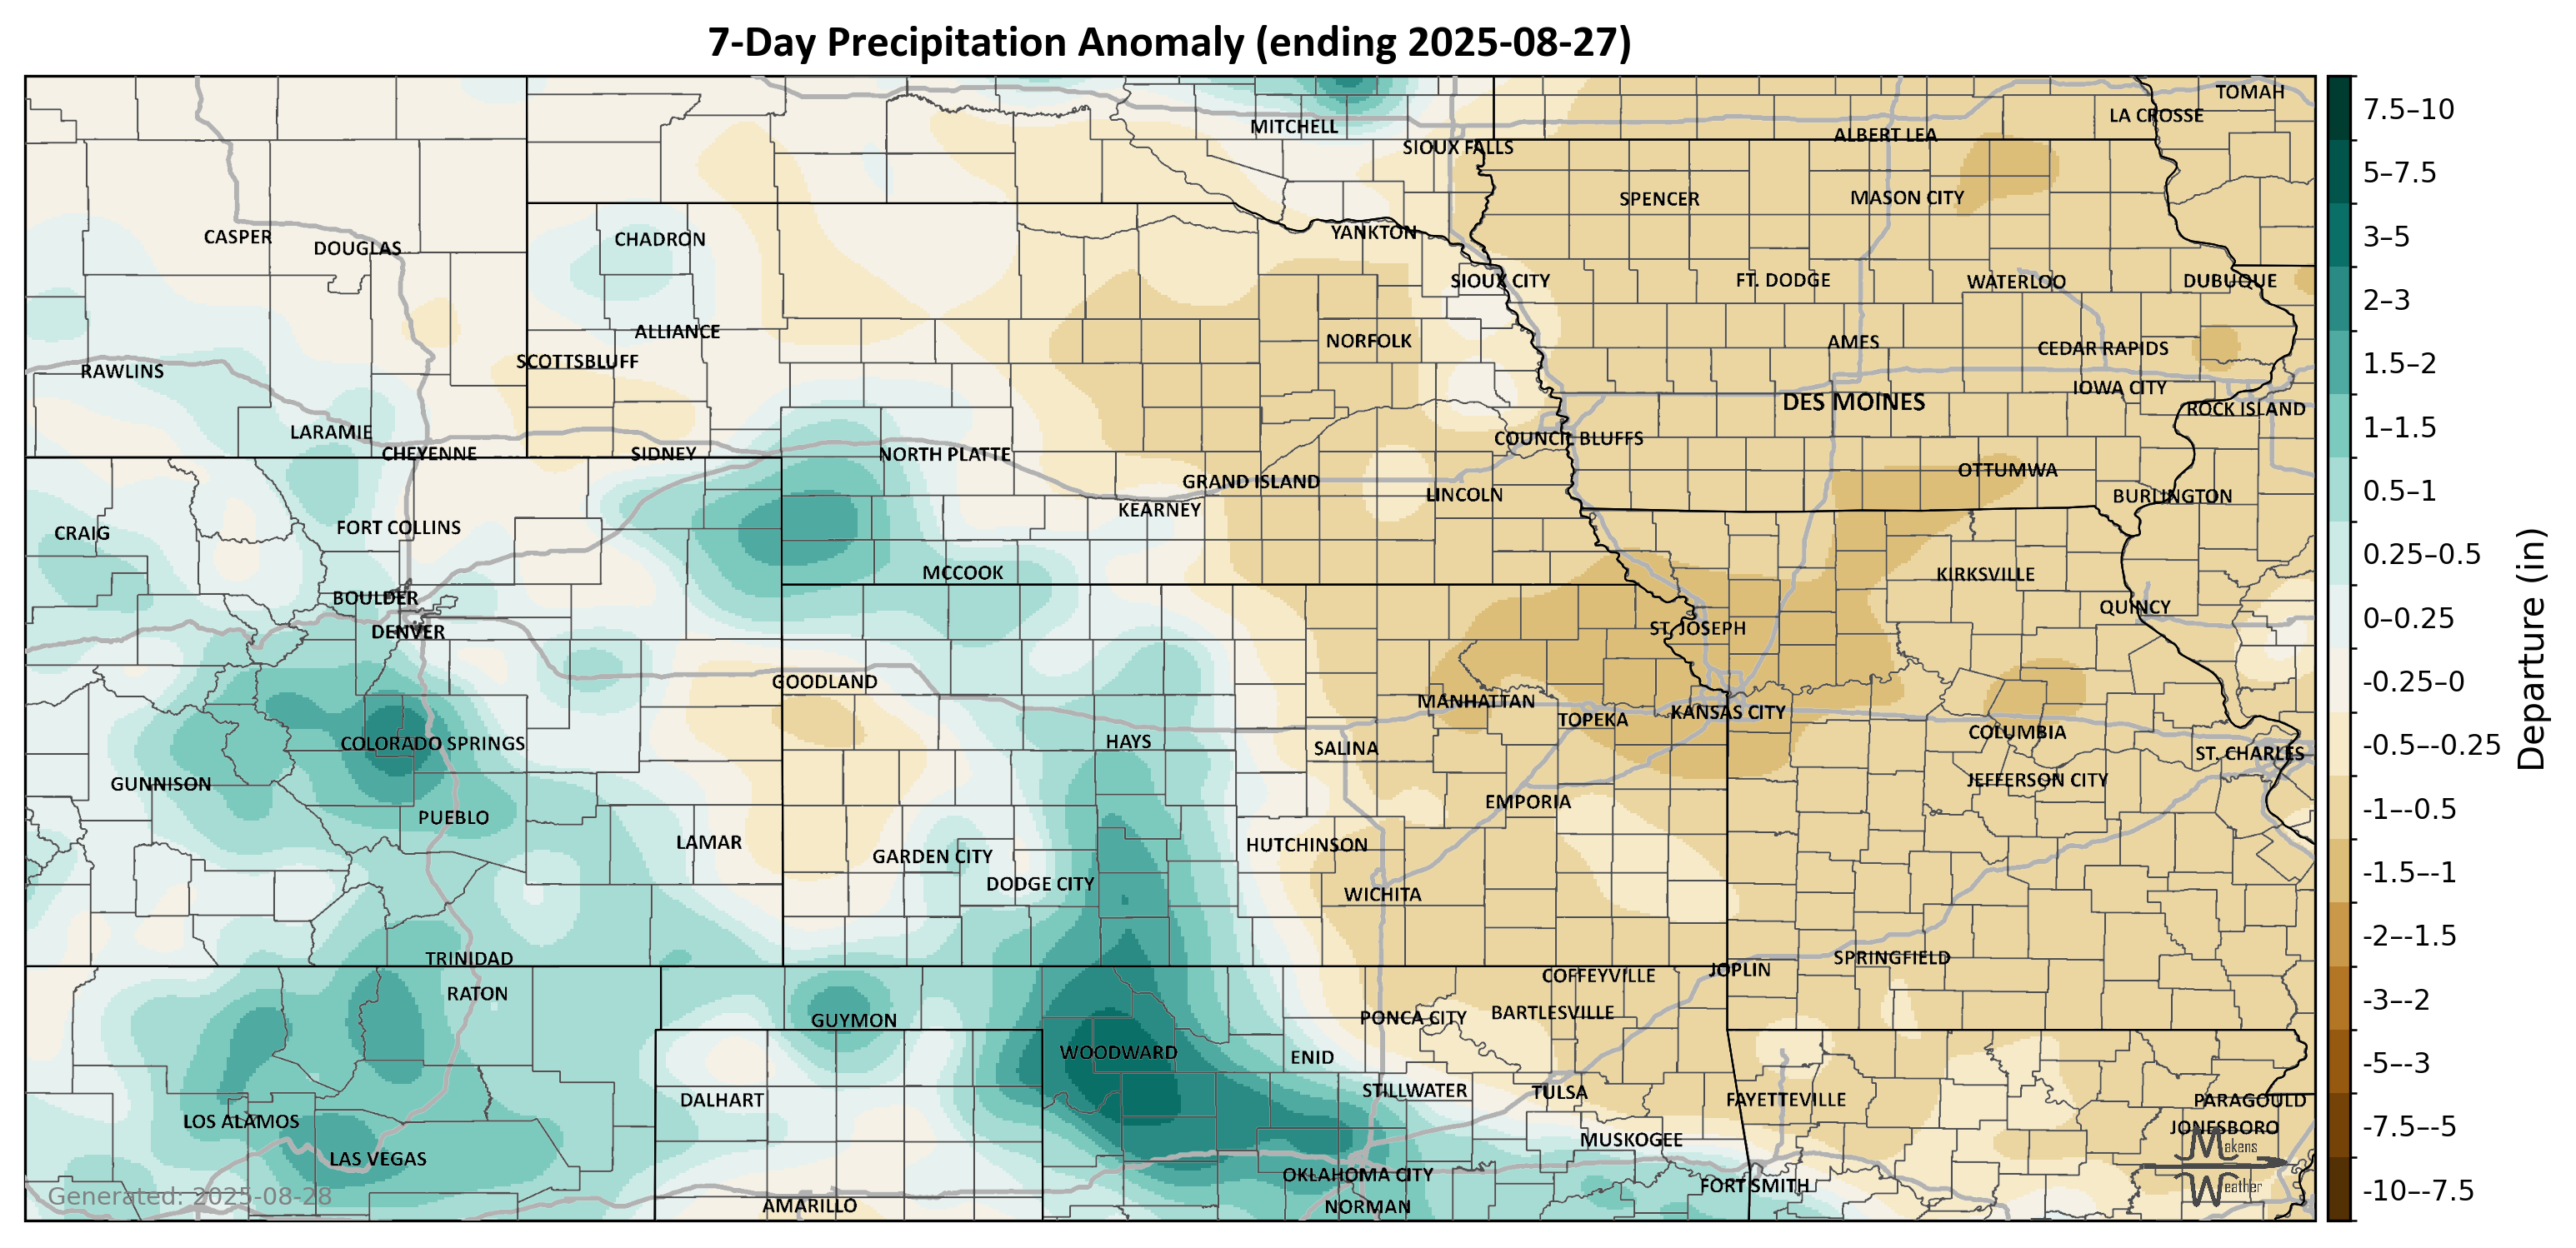 7-Day Precipitation Anomaly (ending 2025-08-27)
TOMAH
LA CROSSE
MITCHELL
ALBERT LEA
SIOUX FALLS
SPENCER
MASON CITY
YANKTON
CASPER
CHADRON
DOUGLAS
SIOUX CITY
FT. DODGE
WATERLOO
DUBUQUE
ALLIANCE
NORFOLK
AMES
CEDAR RAPIDS
SCOTTSBLUFF
RAWLINS
IOWA CITY
DES MOINES
ROCK ISLAND
LARAMIE
COUNCIL BLUFFS
CHEYENNE
SIDNEY
NORTH PLATTE
OTTUMWA
GRAND ISLAND
LINCOLN
BURLINGTON
KEARNEY
CRAIG
FORT COLLINS
MCCOOK
KIRKSVILLE
BOULDER
QUINCY
DENVER
ST. JOSEPH
GOODLAND
MANHATTAN
TOPEKA
KANSAS CITY
COLUMBIA
COLORADO SPRINGS
HAYS
SALINA
ST. CHARLES
GUNNISON
JEFFERSON CITY
EMPORIA
PUEBLO
LAMAR
HUTCHINSON
GARDEN CITY
DODGE CITY
WICHITA
TRINIDAD
SPRINGFIELD
JOPLIN
COFFEYVILLE
RATON
GUYMON
PONCA CITY
BARTLESVILLE
WOODWARD
ENID
STILLWATER
TULSA
DALHART
FAYETTEVILLE
PARAGOULD
LOS ALAMOS
JONESBORO
MUSKOGEE
LAS VEGAS
OKLAHOMA CITY
FORT SMITH
AMARILLO
NORMAN
Makens
Weather
Generated: 2025-08-28
7.5–10
5–7.5
3–5
2–3
1.5–2
1–1.5
0.5–1
0.25–0.5
0–0.25
-0.25–0
-0.5–-0.25
-1–-0.5
-1.5–-1
-2–-1.5
-3–-2
-5–-3
-7.5–-5
-10–-7.5
Departure (in)